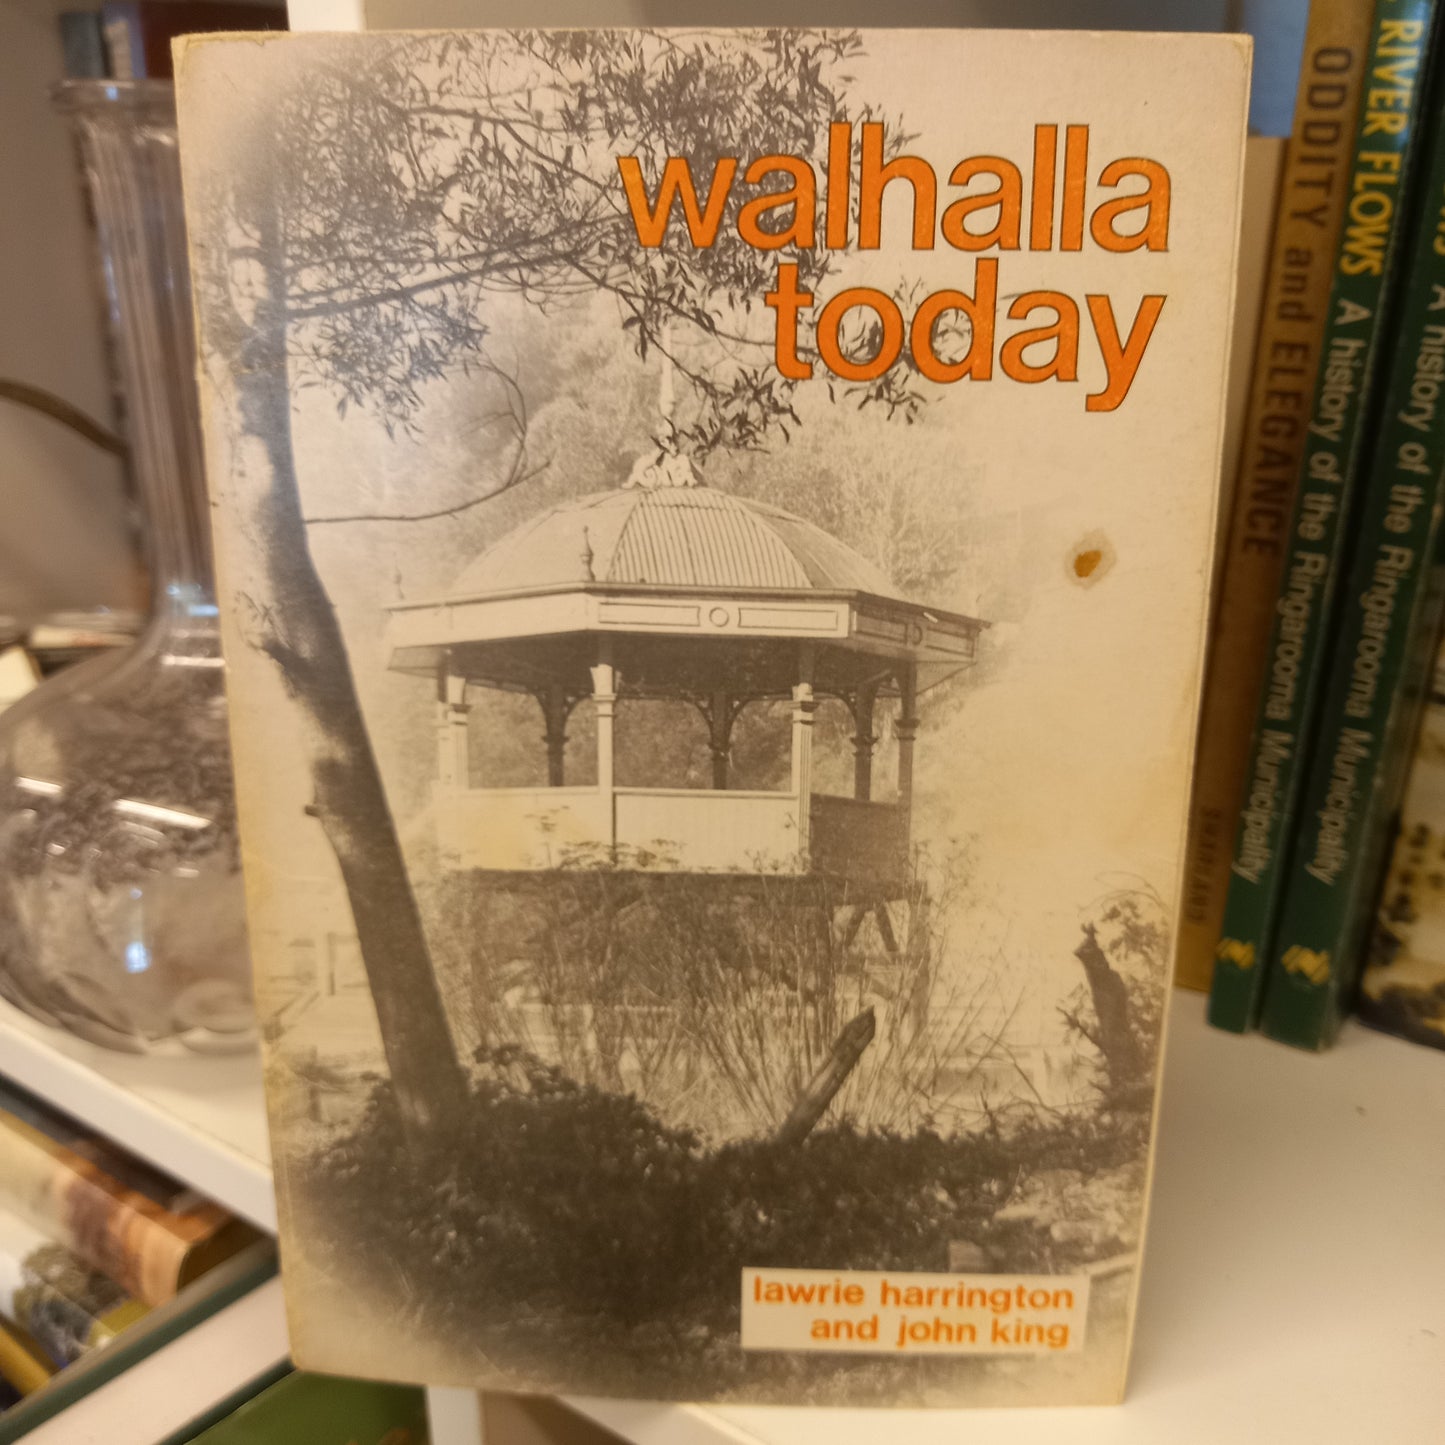 walhalla
today
lawrie harrington
and john king
ODDITY and ELEGANCE
RIVER FLOWS A history of the Ringarooma Municipality
A history of the Ringarooma Municipality